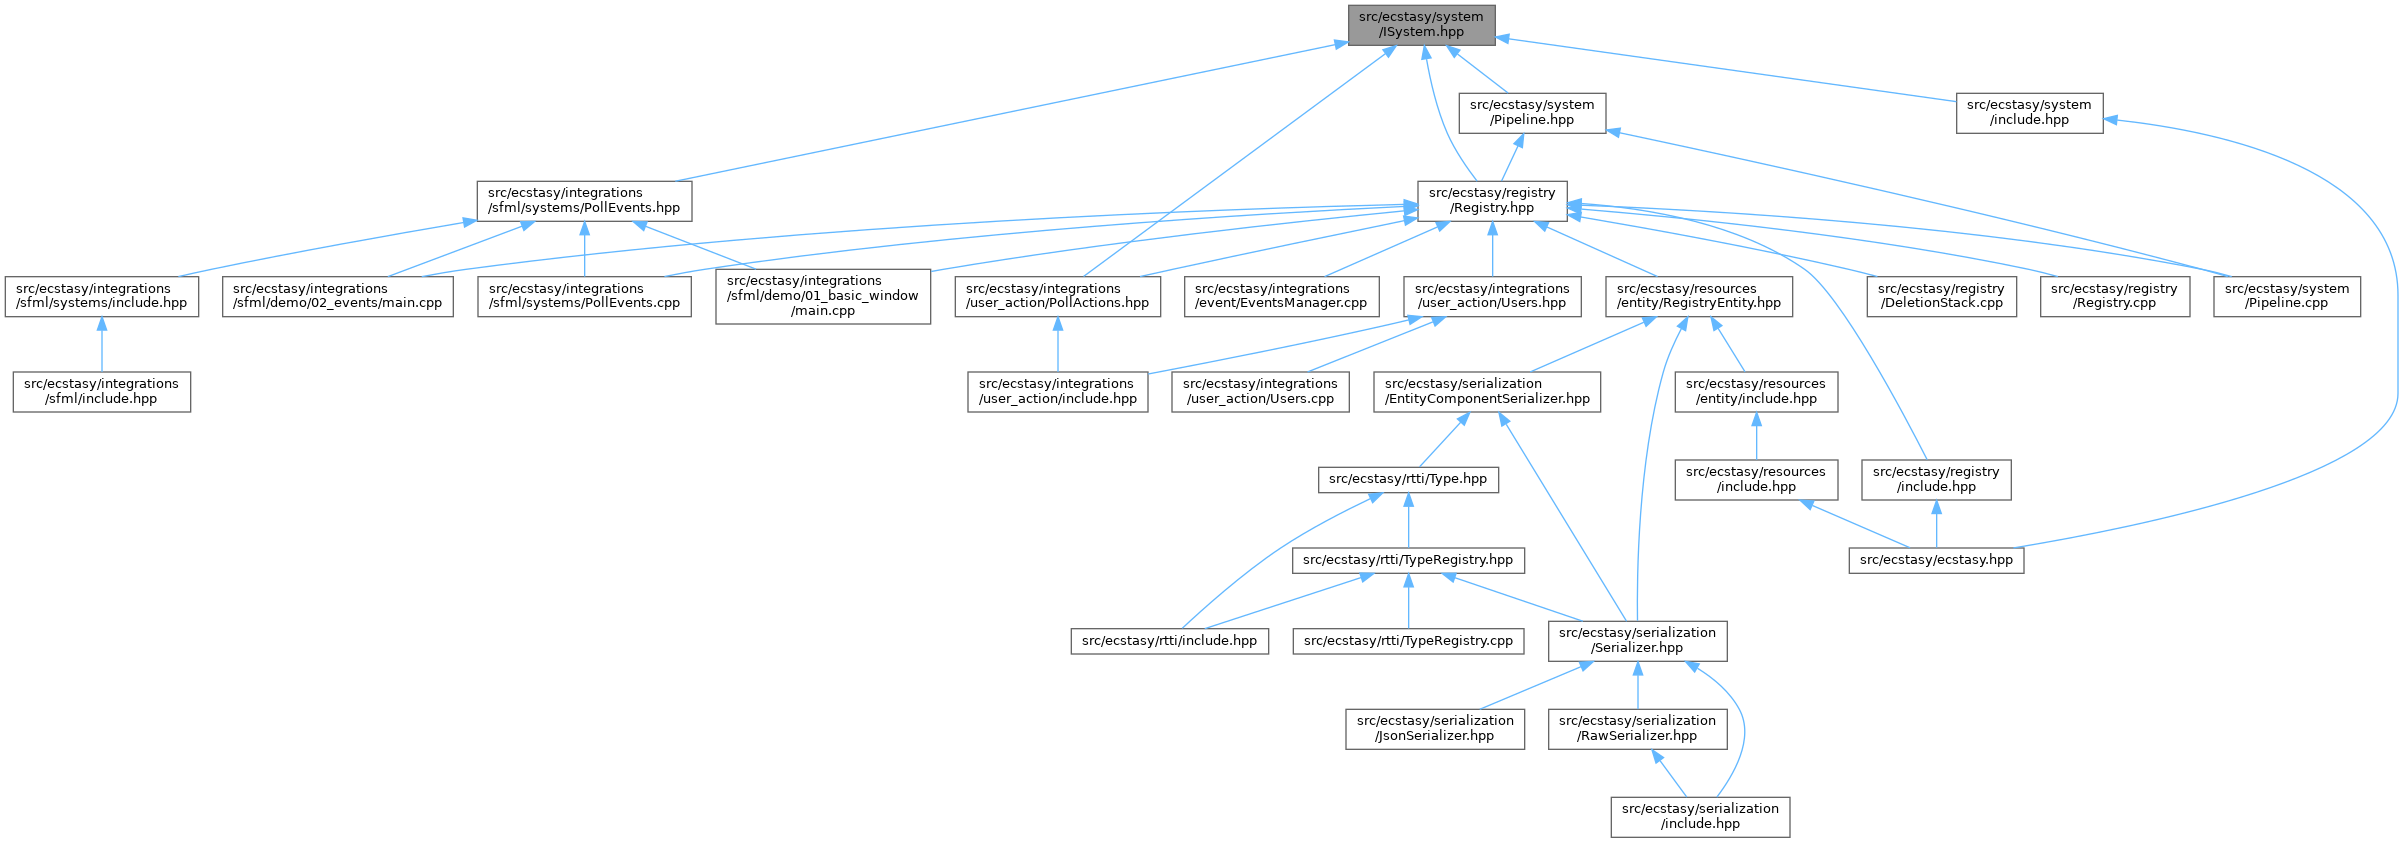 src/ecstasy/system
/ISystem.hpp
src/ecstasy/system
/Pipeline.hpp
src/ecstasy/system
/include.hpp
src/ecstasy/integrations
/sfml/systems/PollEvents.hpp
src/ecstasy/registry
/Registry.hpp
src/ecstasy/integrations
/sfml/systems/include.hpp
src/ecstasy/integrations
/sfml/demo/02_events/main.cpp
src/ecstasy/integrations
/sfml/systems/PollEvents.cpp
src/ecstasy/integrations
/sfml/demo/01_basic_window
/main.cpp
src/ecstasy/integrations
/user_action/PollActions.hpp
src/ecstasy/integrations
/event/EventsManager.cpp
src/ecstasy/integrations
/user_action/Users.hpp
src/ecstasy/resources
/entity/RegistryEntity.hpp
src/ecstasy/registry
/DeletionStack.cpp
src/ecstasy/registry
/Registry.cpp
src/ecstasy/system
/Pipeline.cpp
src/ecstasy/integrations
/sfml/include.hpp
src/ecstasy/integrations
/user_action/include.hpp
src/ecstasy/integrations
/user_action/Users.cpp
src/ecstasy/serialization
/EntityComponentSerializer.hpp
src/ecstasy/resources
/entity/include.hpp
src/ecstasy/rtti/Type.hpp
src/ecstasy/resources
/include.hpp
src/ecstasy/registry
/include.hpp
src/ecstasy/rtti/TypeRegistry.hpp
src/ecstasy/ecstasy.hpp
src/ecstasy/rtti/include.hpp
src/ecstasy/rtti/TypeRegistry.cpp
src/ecstasy/serialization
/Serializer.hpp
src/ecstasy/serialization
/JsonSerializer.hpp
src/ecstasy/serialization
/RawSerializer.hpp
src/ecstasy/serialization
/include.hpp